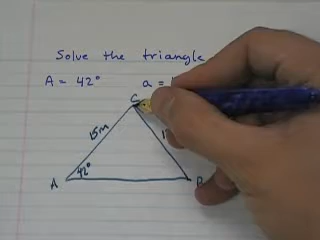 Solve the triangle
A = 42° a =
C
15m
42°
A B